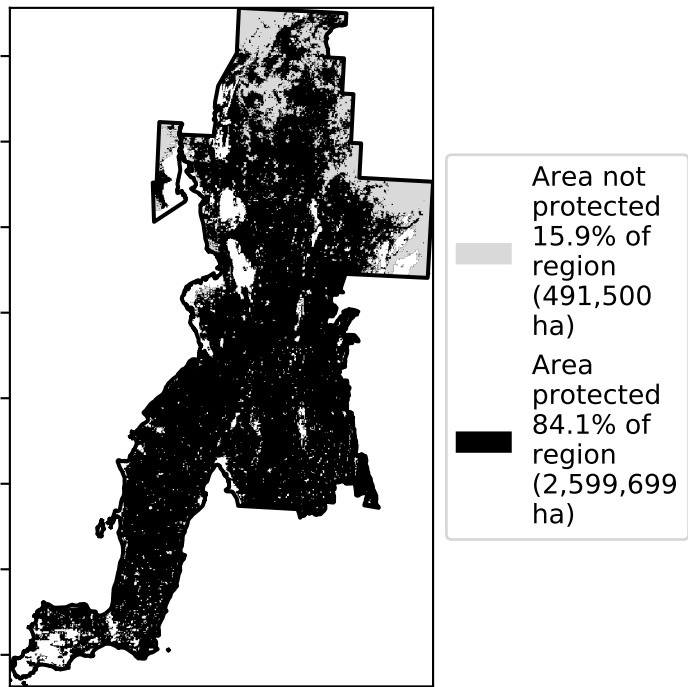 Area not
protected
15.9% of
region
(491,500
ha)
Area
protected
84.1% of
region
(2,599,699
ha)